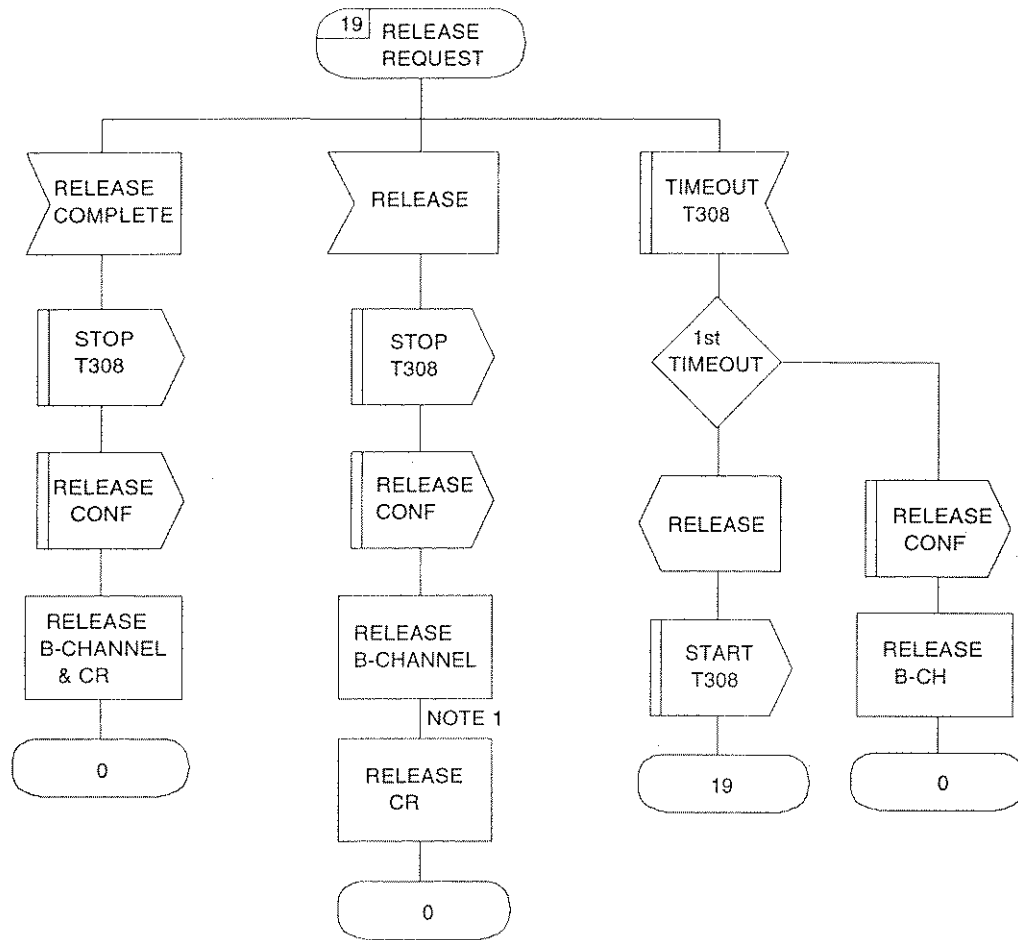 19 RELEASE
REQUEST
RELEASE
COMPLETE
STOP
T308
RELEASE
CONF
RELEASE
B-CHANNEL
& CR
0
RELEASE
STOP
T308
RELEASE
CONF
RELEASE
B-CHANNEL
NOTE 1
RELEASE
CR
0
TIMEOUT
T308
1st
TIMEOUT
RELEASE
START
T308
19
RELEASE
CONF
RELEASE
B-CH
0